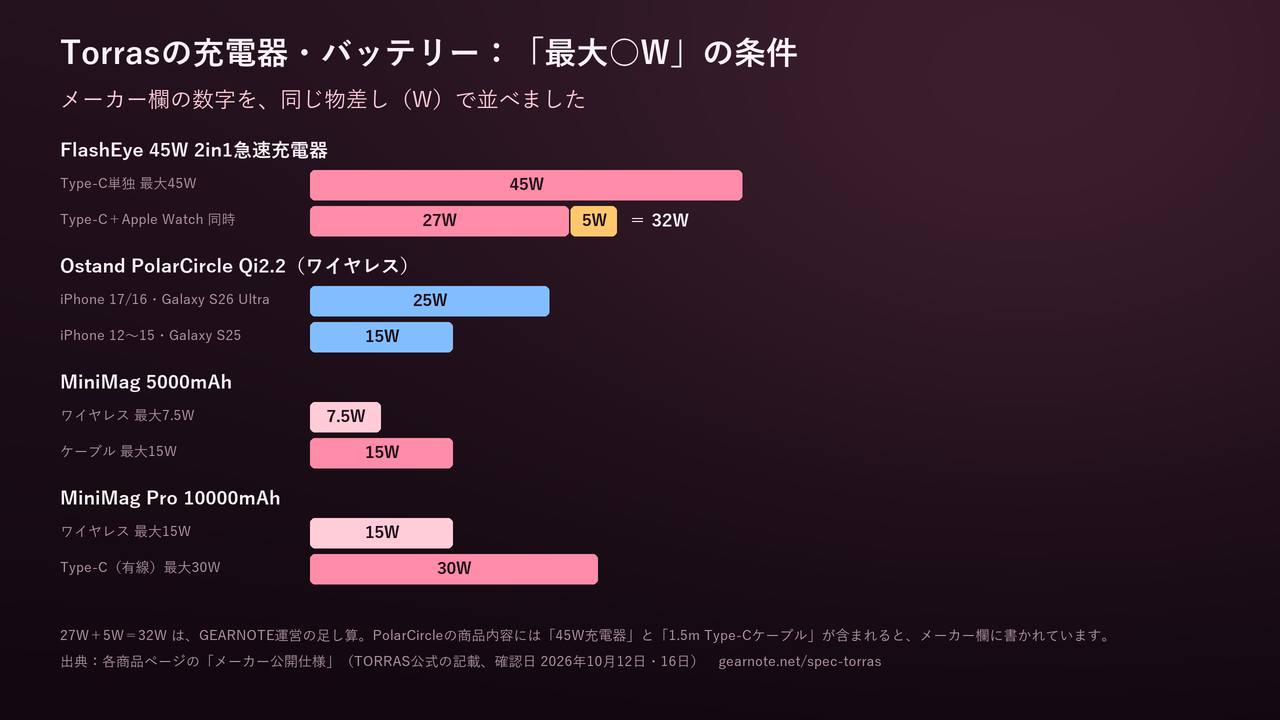 Torrasの充電器・バッテリー：「最大○W」の条件
メーカー欄の数字を、同じ物差し（W）で並べました
FlashEye 45W 2in1急速充電器
Type-C単独 最大45W
45W
Type-C＋Apple Watch 同時
27W
5W
＝ 32W
Ostand PolarCircle Qi2.2（ワイヤレス）
iPhone 17/16・Galaxy S26 Ultra
25W
iPhone 12〜15・Galaxy S25
15W
MiniMag 5000mAh
ワイヤレス 最大7.5W
7.5W
ケーブル 最大15W
15W
MiniMag Pro 10000mAh
ワイヤレス 最大15W
15W
Type-C（有線）最大30W
30W
27W＋5W＝32W は、GEARNOTE運営の足し算。PolarCircleの商品内容には「45W充電器」と「1.5m Type-Cケーブル」が含まれると、メーカー欄に書かれています。
出典：各商品ページの「メーカー公開仕様」（TORRAS公式の記載、確認日 2026年10月12日・16日） gearnote.net/spec-torras